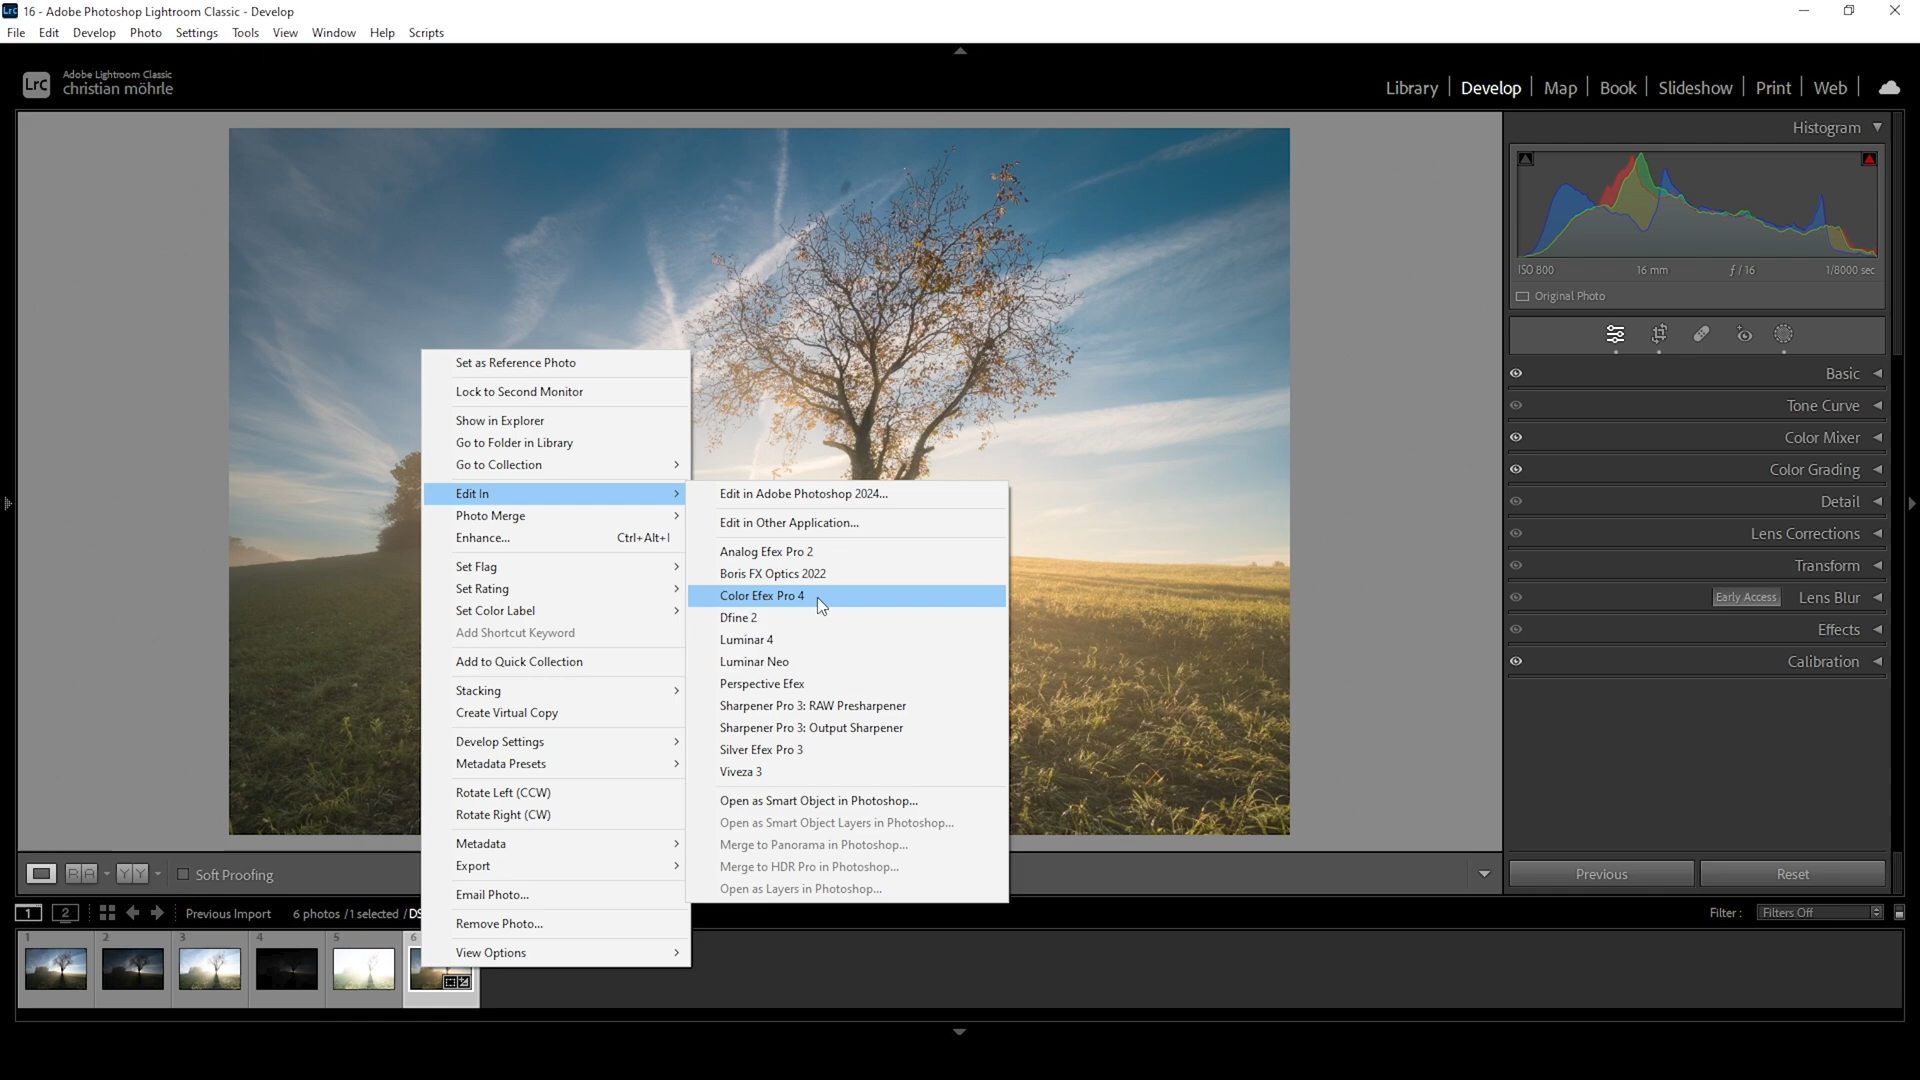 16 - Adobe Photoshop Lightroom Classic - Develop
File Edit Develop Photo Settings Tools View Window Help Scripts
LrC Adobe Lightroom Classic
christian möhrle
Library | Develop | Map | Book | Slideshow | Print | Web |
Histogram
ISO 800 16 mm ƒ / 16 1/8000 sec
Original Photo
Basic
Tone Curve
Color Mixer
Color Grading
Detail
Lens Corrections
Transform
Early Access Lens Blur
Effects
Calibration
Previous Reset
Set as Reference Photo
Lock to Second Monitor
Show in Explorer
Go to Folder in Library
Go to Collection
Edit In
Photo Merge
Enhance... Ctrl+Alt+I
Set Flag
Set Rating
Set Color Label
Add Shortcut Keyword
Add to Quick Collection
Stacking
Create Virtual Copy
Develop Settings
Metadata Presets
Rotate Left (CCW)
Rotate Right (CW)
Metadata
Export
Email Photo...
Remove Photo...
View Options
Edit in Adobe Photoshop 2024...
Edit in Other Application...
Analog Efex Pro 2
Boris FX Optics 2022
Color Efex Pro 4
Dfine 2
Luminar 4
Luminar Neo
Perspective Efex
Sharpener Pro 3: RAW Presharpener
Sharpener Pro 3: Output Sharpener
Silver Efex Pro 3
Viveza 3
Open as Smart Object in Photoshop...
Open as Smart Object Layers in Photoshop...
Merge to Panorama in Photoshop...
Merge to HDR Pro in Photoshop...
Open as Layers in Photoshop...
R A Y Y Soft Proofing
1 2 Previous Import 6 photos / 1 selected / DS
Filter : Filters Off
1 2 3 4 5 6